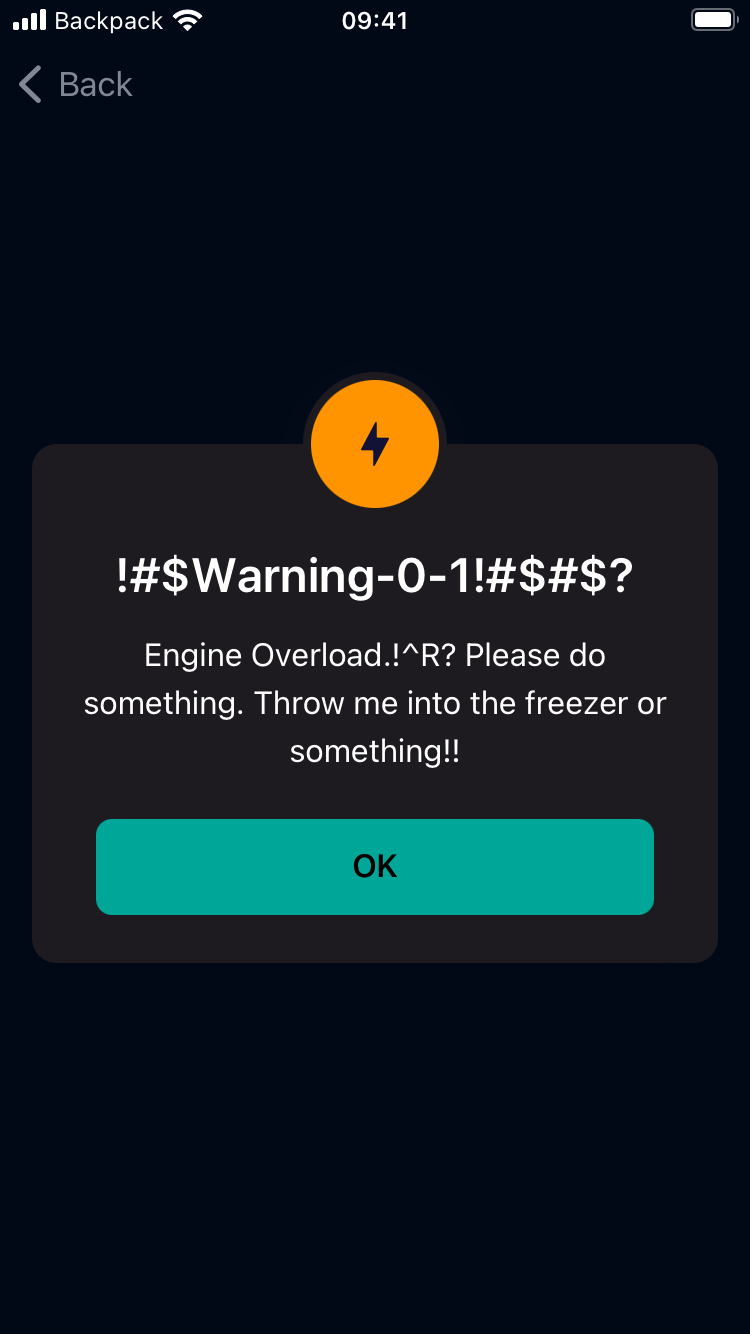 Backpack 09:41
Back
!#$Warning-0-1!#$#$?
Engine Overload.!^R? Please do
something. Throw me into the freezer or
something!!
OK